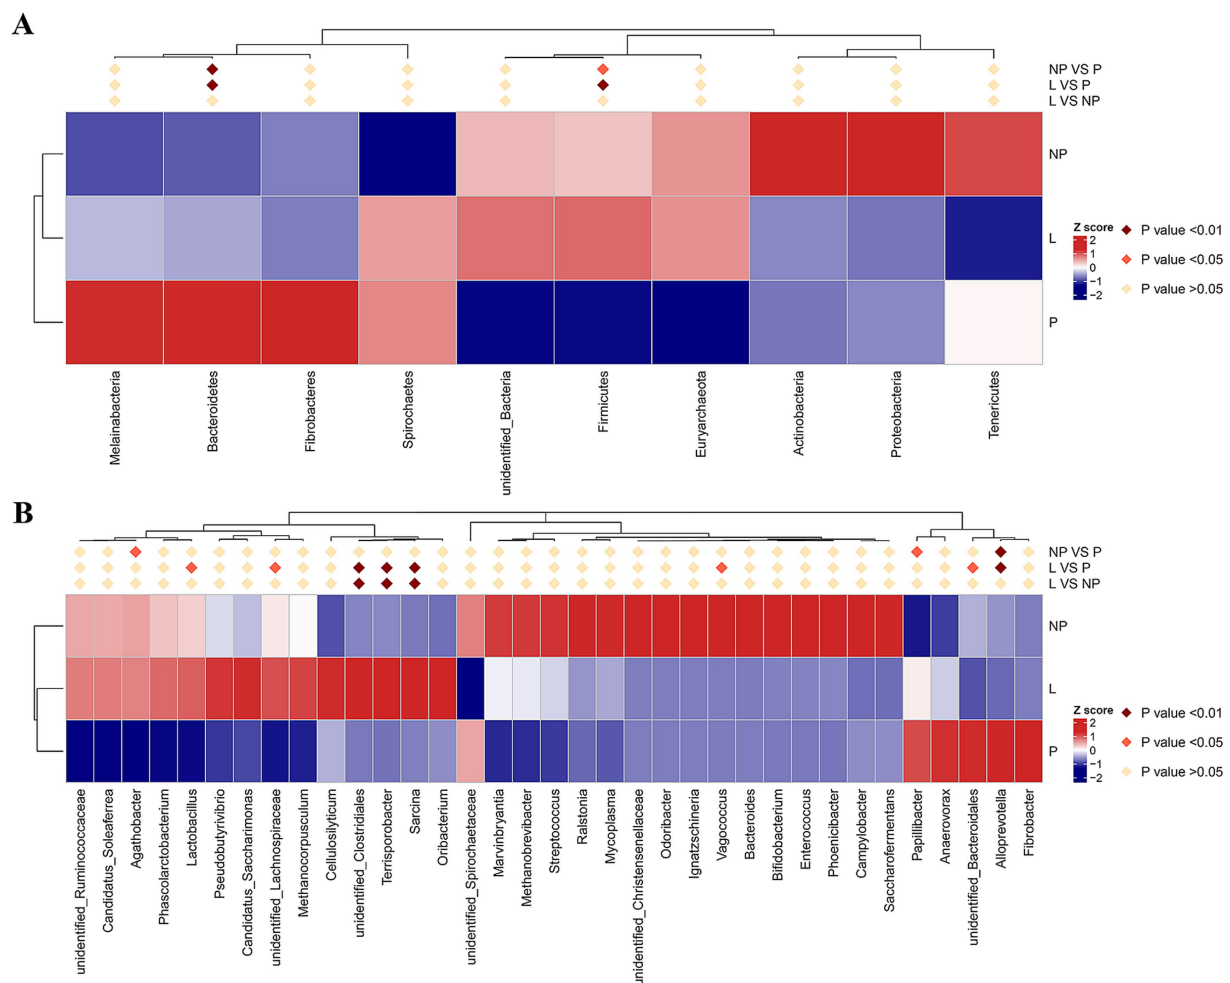 A
NP VS P
L VS P
L VS NP
NP
L
P
Z score
2
1
0
−1
−2
P value <0.01
P value <0.05
P value >0.05
Melainabacteria
Bacteroidetes
Fibrobacteres
Spirochaetes
unidentified_Bacteria
Firmicutes
Euryarchaeota
Actinobacteria
Proteobacteria
Tenericutes
B
NP VS P
L VS P
L VS NP
NP
L
P
Z score
2
1
0
−1
−2
P value <0.01
P value <0.05
P value >0.05
unidentified_Ruminococcaceae
Candidatus_Soleaferrea
Agathobacter
Phascolarctobacterium
Lactobacillus
Pseudobutyrivibrio
Candidatus_Saccharimonas
unidentified_Lachnospiraceae
Methanocorpusculum
Cellulosilyticum
unidentified_Clostridiales
Terrisporobacter
Sarcina
Oribacterium
unidentified_Spirochaetaceae
Marvinbryantia
Methanobrevibacter
Streptococcus
Ralstonia
Mycoplasma
unidentified_Christensenellaceae
Odoribacter
Ignatzschineria
Vagococcus
Bacteroides
Bifidobacterium
Enterococcus
Phoenicibacter
Campylobacter
Saccharofermentans
Papillibacter
Anaerovorax
unidentified_Bacteroidales
Alloprevotella
Fibrobacter